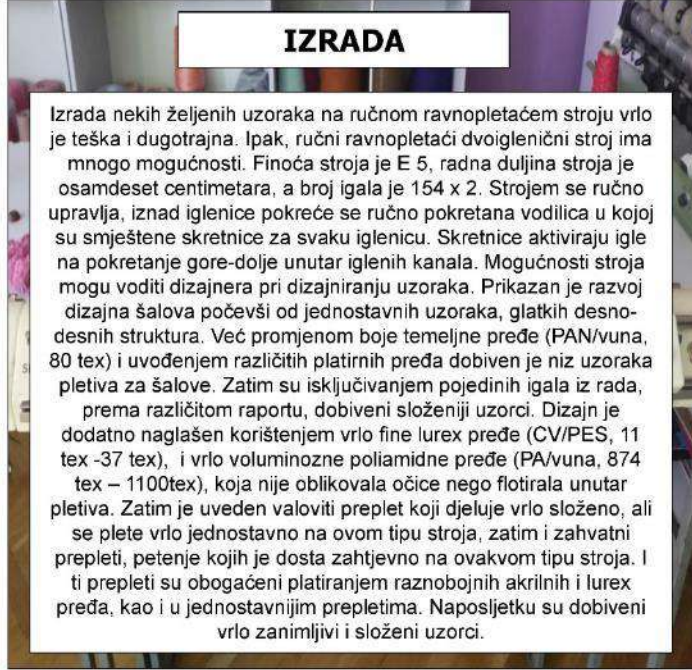 IZRADA
Izrada nekih željenih uzoraka na ručnom ravnopletaćem stroju vrlo
je teška i dugotrajna. Ipak, ručni ravnopletaći dvoiglenični stroj ima
mnogo mogućnosti. Finoća stroja je E 5, radna duljina stroja je
osamdeset centimetara, a broj igala je 154 x 2. Strojem se ručno
upravlja, iznad iglenice pokreće se ručno pokretana vodilica u kojoj
su smještene skretnice za svaku iglenicu. Skretnice aktiviraju igle
na pokretanje gore-dolje unutar iglenih kanala. Mogućnosti stroja
mogu voditi dizajnera pri dizajniranju uzoraka. Prikazan je razvoj
dizajna šalova počevši od jednostavnih uzoraka, glatkih desno-
desnih struktura. Već promjenom boje temeljne pređe (PAN/vuna,
80 tex) i uvođenjem različitih platirnih pređa dobiven je niz uzoraka
pletiva za šalove. Zatim su isključivanjem pojedinih igala iz rada,
prema različitom raportu, dobiveni složeniji uzorci. Dizajn je
dodatno naglašen korištenjem vrlo fine lurex pređe (CV/PES, 11
tex -37 tex), i vrlo voluminozne poliamidne pređe (PA/vuna, 874
tex – 1100tex), koja nije oblikovala očice nego flotirala unutar
pletiva. Zatim je uveden valoviti preplet koji djeluje vrlo složeno, ali
se plete vrlo jednostavno na ovom tipu stroja, zatim i zahvatni
prepleti, petenje kojih je dosta zahtjevno na ovakvom tipu stroja. I
ti prepleti su obogaćeni platiranjem raznobojnih akrilnih i lurex
pređa, kao i u jednostavnijim prepletima. Naposljetku su dobiveni
vrlo zanimljivi i složeni uzorci.